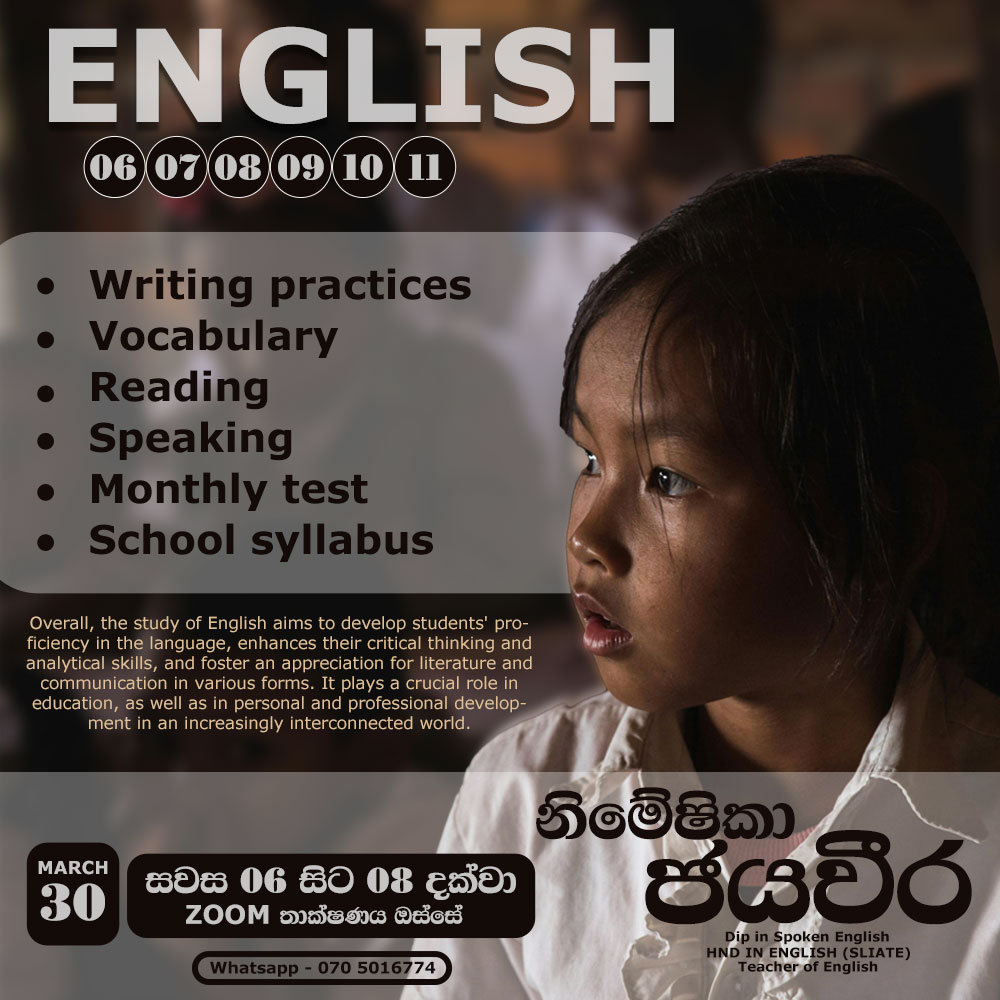 ENGLISH
06 07 08 09 10 11
• Writing practices
• Vocabulary
• Reading
• Speaking
• Monthly test
• School syllabus
Overall, the study of English aims to develop students' pro-
ficiency in the language, enhances their critical thinking and
analytical skills, and foster an appreciation for literature and
communication in various forms. It plays a crucial role in
education, as well as in personal and professional develop-
ment in an increasingly interconnected world.
නිමේෂිකා
ජයවීර
Dip in Spoken English
HND IN ENGLISH (SLIATE)
Teacher of English
MARCH
30
සවස 06 සිට 08 දක්වා
ZOOM තාක්ෂණය ඔස්සේ
Whatsapp - 070 5016774